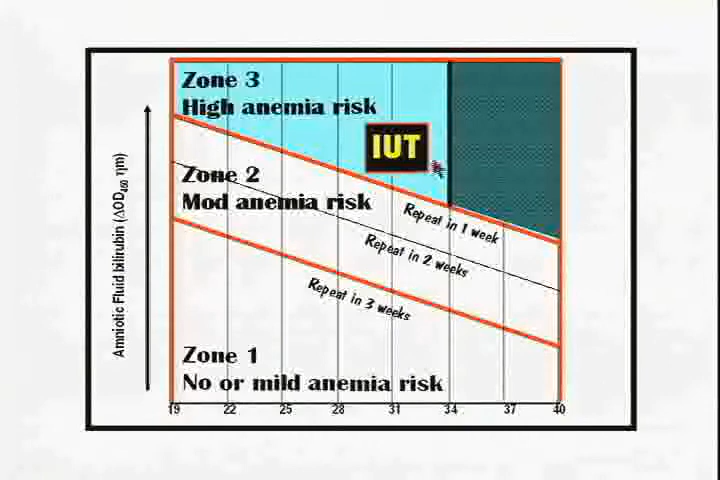 Zone 3
High anemia risk
IUT
Zone 2
Mod anemia risk
Repeat in 1 week
Repeat in 2 weeks
Repeat in 3 weeks
Zone 1
No or mild anemia risk
Amniotic Fluid bilirubin (ΔOD₄₅₀ ηm)
19 22 25 28 31 34 37 40